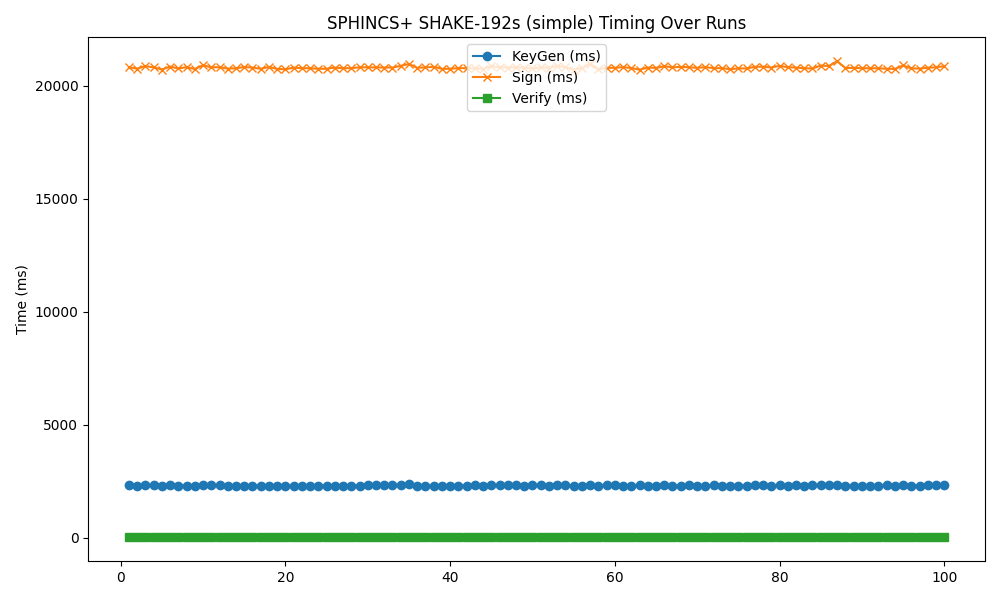 SPHINCS+ SHAKE-192s (simple) Timing Over Runs
KeyGen (ms)
Sign (ms)
Verify (ms)
Time (ms)
20000
15000
10000
5000
0
0 20 40 60 80 100